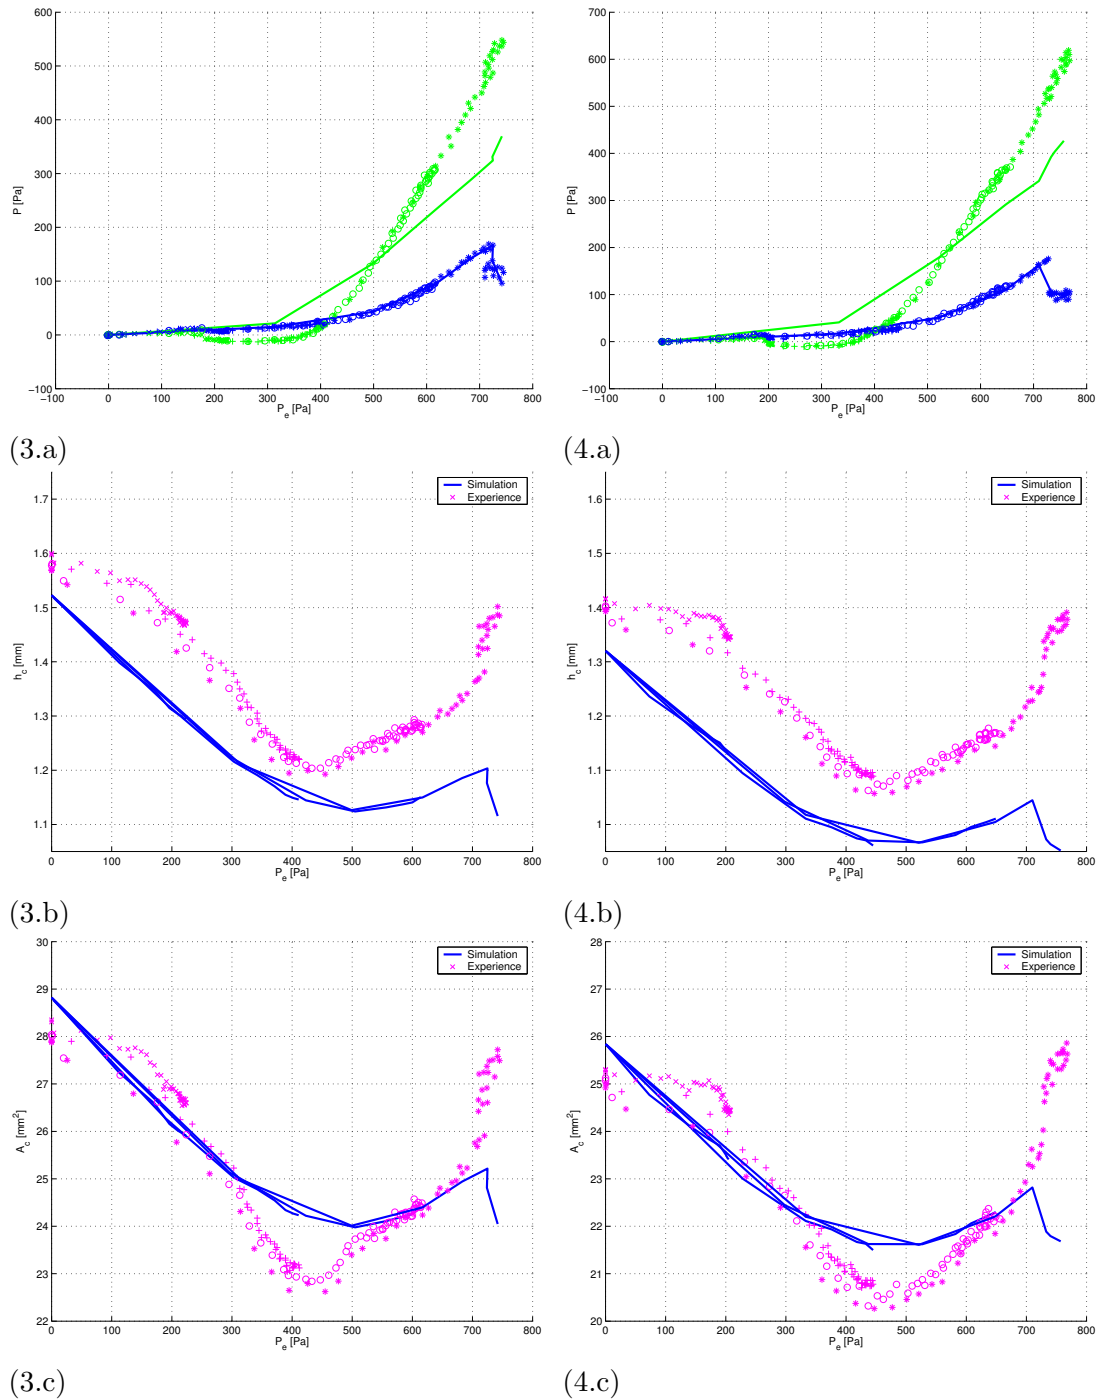 600
500
400
300
200
100
0
−100
−100 0 100 200 300 400 500 600 700 800
P [Pa]
P_e [Pa]
(3.a)
700
600
500
400
300
200
100
0
−100
−100 0 100 200 300 400 500 600 700 800
P [Pa]
P_e [Pa]
(4.a)
Simulation
Experience
1.7
1.6
1.5
1.4
1.3
1.2
1.1
0 100 200 300 400 500 600 700 800
h_c [mm]
P_e [Pa]
(3.b)
Simulation
Experience
1.6
1.5
1.4
1.3
1.2
1.1
1
0 100 200 300 400 500 600 700 800
h_c [mm]
P_e [Pa]
(4.b)
Simulation
Experience
30
29
28
27
26
25
24
23
22
0 100 200 300 400 500 600 700 800
A_c [mm²]
P_e [Pa]
(3.c)
Simulation
Experience
28
27
26
25
24
23
22
21
20
0 100 200 300 400 500 600 700 800
A_c [mm²]
P_e [Pa]
(4.c)